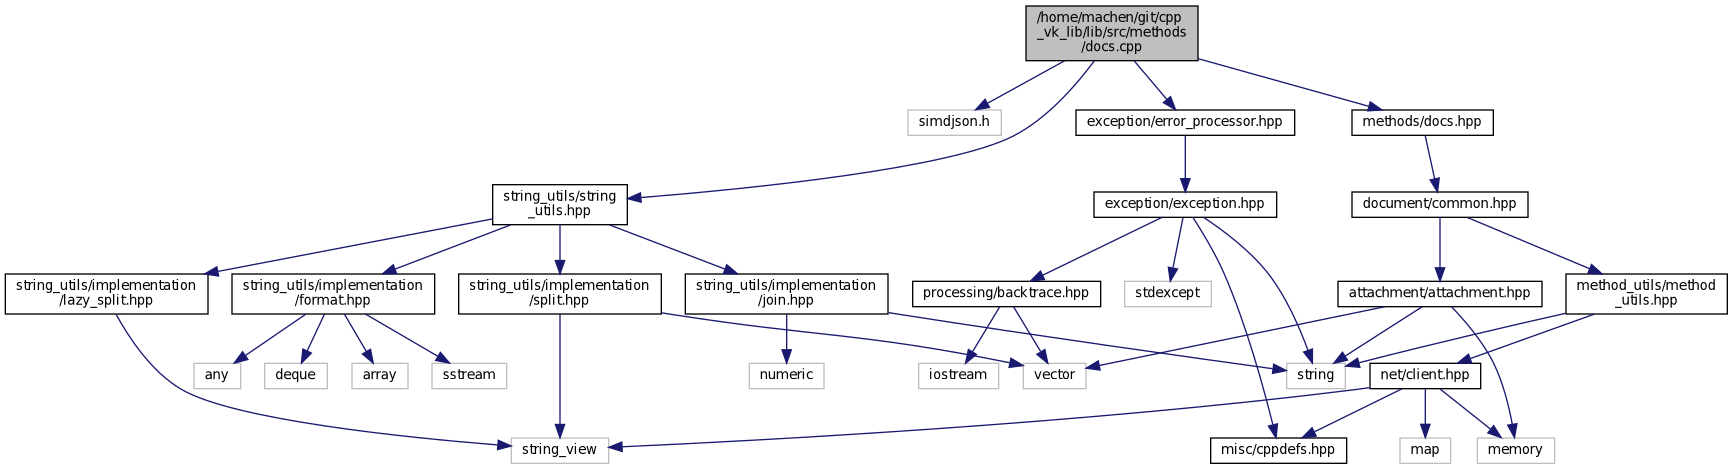 /home/machen/git/cpp
_vk_lib/lib/src/methods
/docs.cpp
simdjson.h
exception/error_processor.hpp
methods/docs.hpp
string_utils/string
_utils.hpp
exception/exception.hpp
document/common.hpp
string_utils/implementation
/lazy_split.hpp
string_utils/implementation
/format.hpp
string_utils/implementation
/split.hpp
string_utils/implementation
/join.hpp
processing/backtrace.hpp
stdexcept
attachment/attachment.hpp
method_utils/method
_utils.hpp
any
deque
array
sstream
numeric
iostream
vector
string
net/client.hpp
string_view
misc/cppdefs.hpp
map
memory